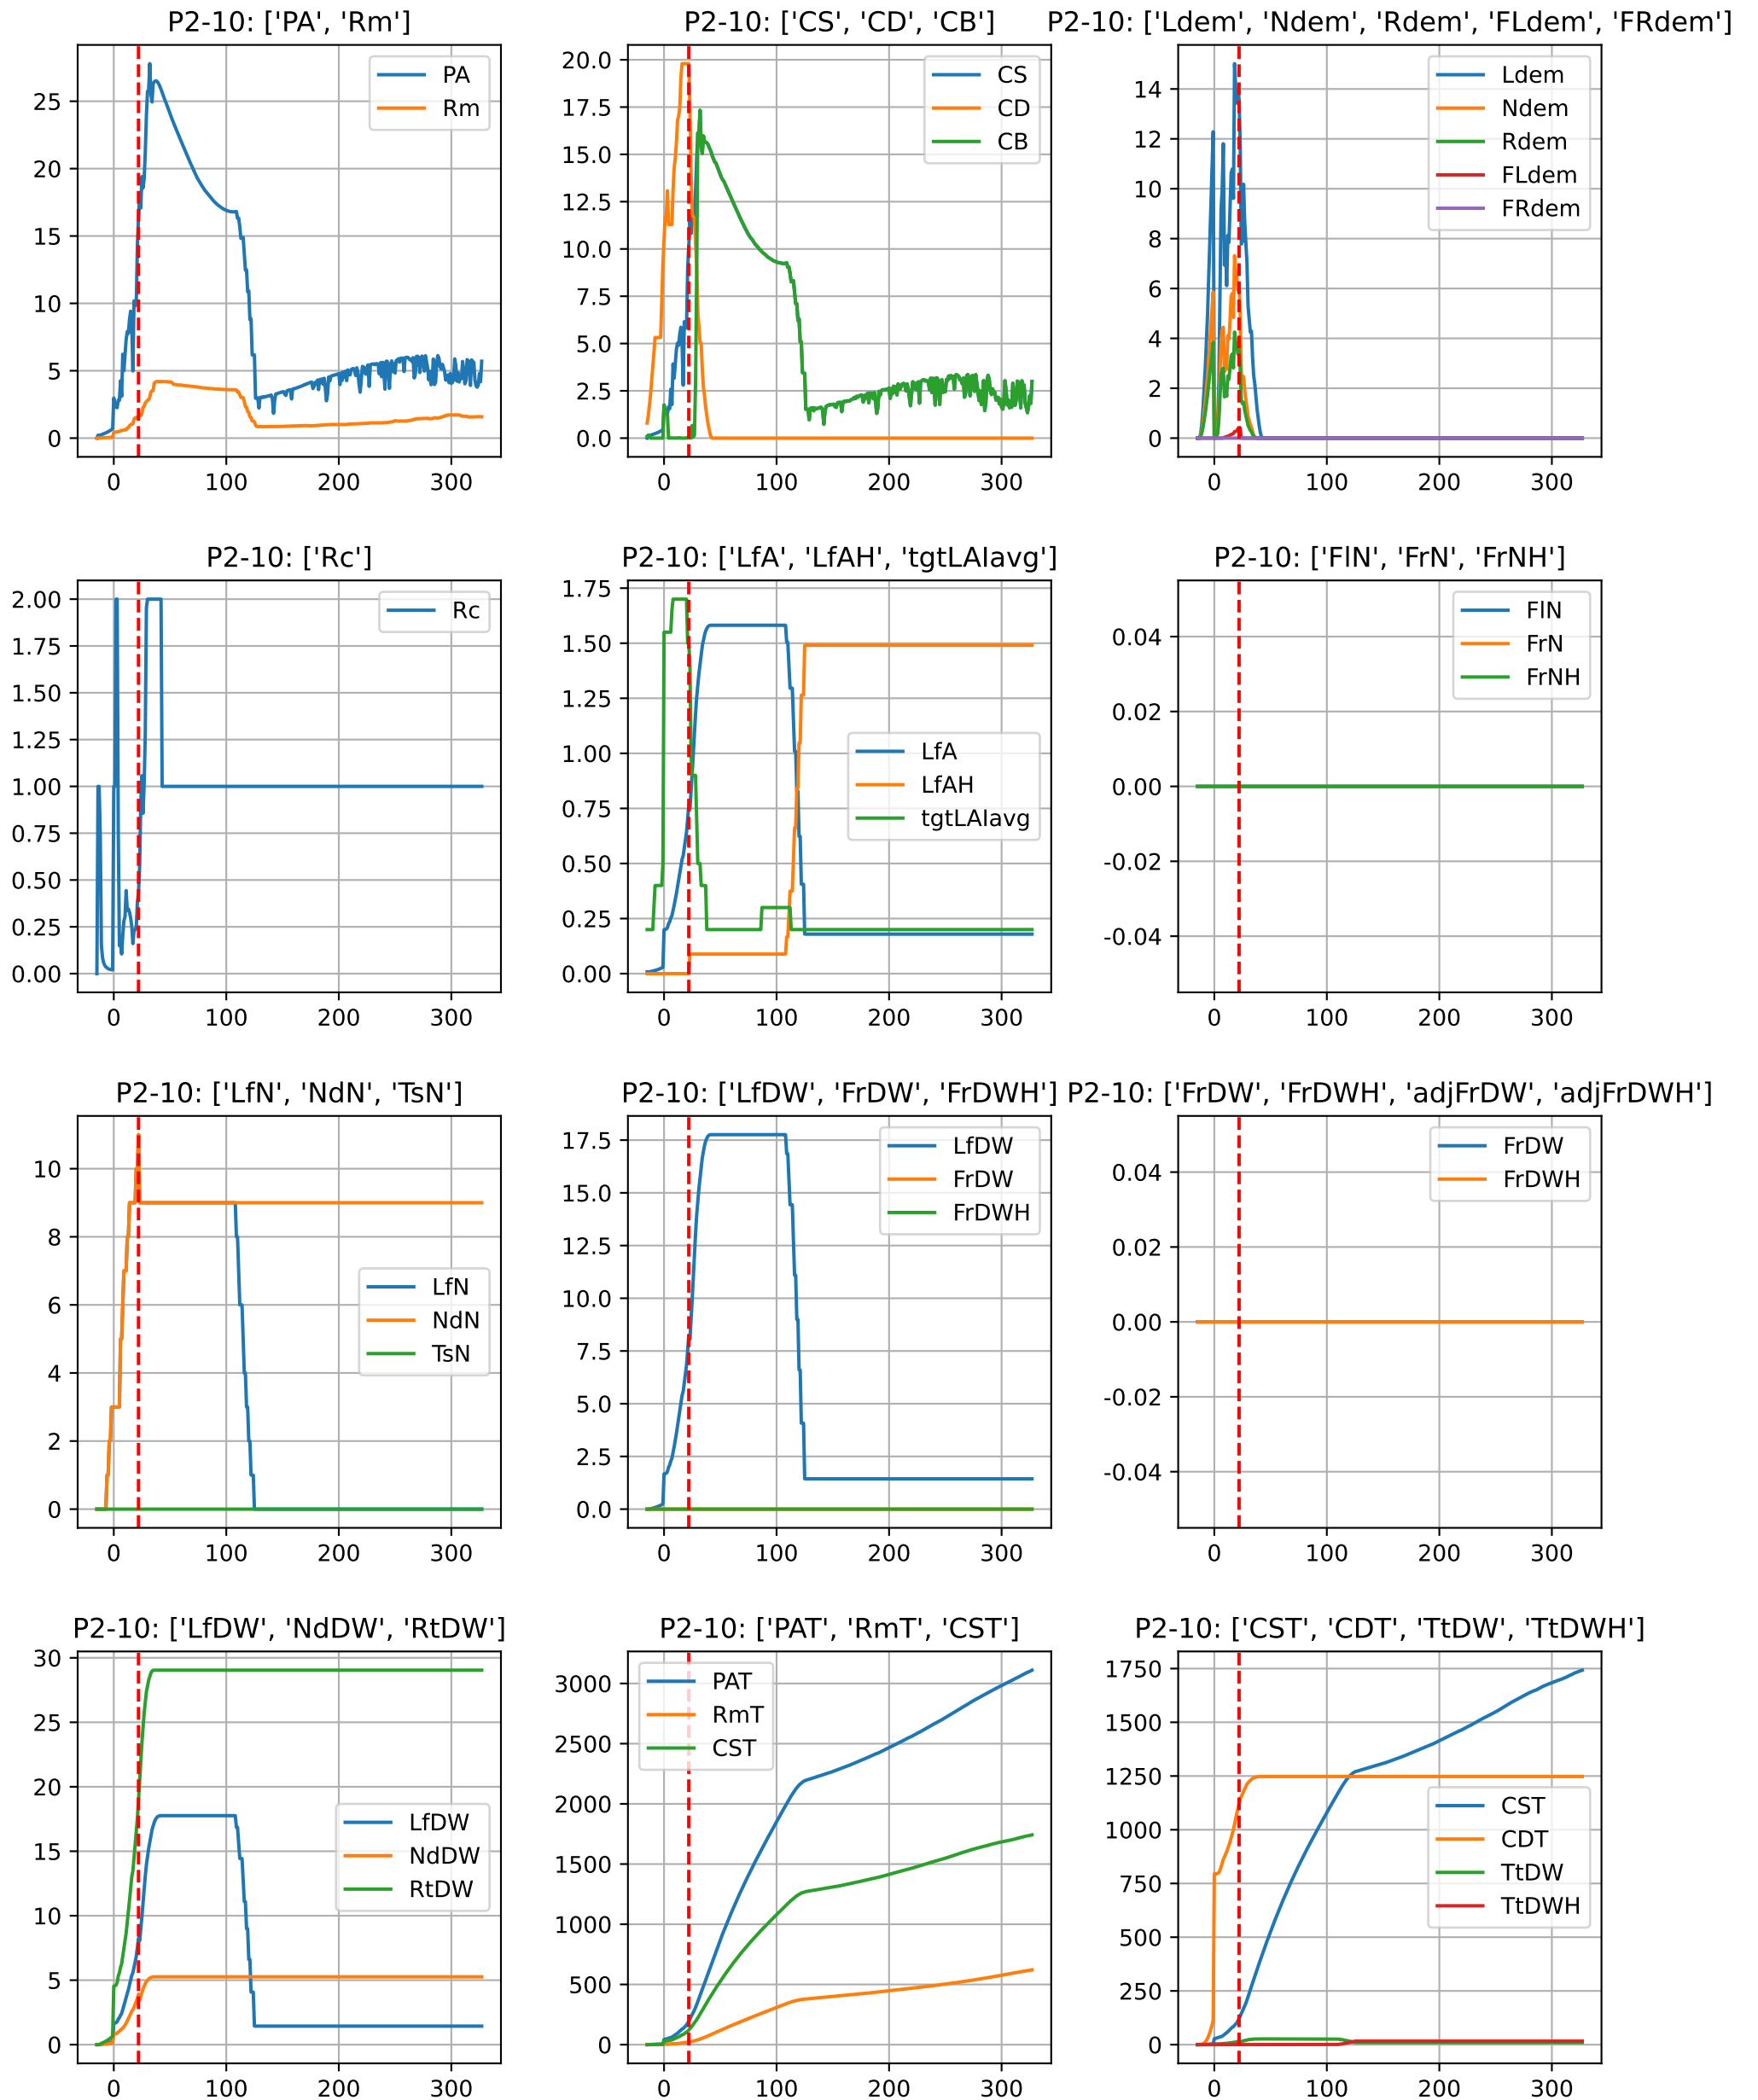 P2-10: ['PA', 'Rm']
25
20
15
10
5
0
0 100 200 300
PA
Rm
P2-10: ['CS', 'CD', 'CB']
20.0
17.5
15.0
12.5
10.0
7.5
5.0
2.5
0.0
0 100 200 300
CS
CD
CB
P2-10: ['Ldem', 'Ndem', 'Rdem', 'FLdem', 'FRdem']
14
12
10
8
6
4
2
0
0 100 200 300
Ldem
Ndem
Rdem
FLdem
FRdem
P2-10: ['Rc']
2.00
1.75
1.50
1.25
1.00
0.75
0.50
0.25
0.00
0 100 200 300
Rc
P2-10: ['LfA', 'LfAH', 'tgtLAIavg']
1.75
1.50
1.25
1.00
0.75
0.50
0.25
0.00
0 100 200 300
LfA
LfAH
tgtLAIavg
P2-10: ['FlN', 'FrN', 'FrNH']
0.04
0.02
0.00
-0.02
-0.04
0 100 200 300
FlN
FrN
FrNH
P2-10: ['LfN', 'NdN', 'TsN']
10
8
6
4
2
0
0 100 200 300
LfN
NdN
TsN
P2-10: ['LfDW', 'FrDW', 'FrDWH']
17.5
15.0
12.5
10.0
7.5
5.0
2.5
0.0
0 100 200 300
LfDW
FrDW
FrDWH
P2-10: ['FrDW', 'FrDWH', 'adjFrDW', 'adjFrDWH']
0.04
0.02
0.00
-0.02
-0.04
0 100 200 300
FrDW
FrDWH
P2-10: ['LfDW', 'NdDW', 'RtDW']
30
25
20
15
10
5
0
0 100 200 300
LfDW
NdDW
RtDW
P2-10: ['PAT', 'RmT', 'CST']
3000
2500
2000
1500
1000
500
0
0 100 200 300
PAT
RmT
CST
P2-10: ['CST', 'CDT', 'TtDW', 'TtDWH']
1750
1500
1250
1000
750
500
250
0
0 100 200 300
CST
CDT
TtDW
TtDWH